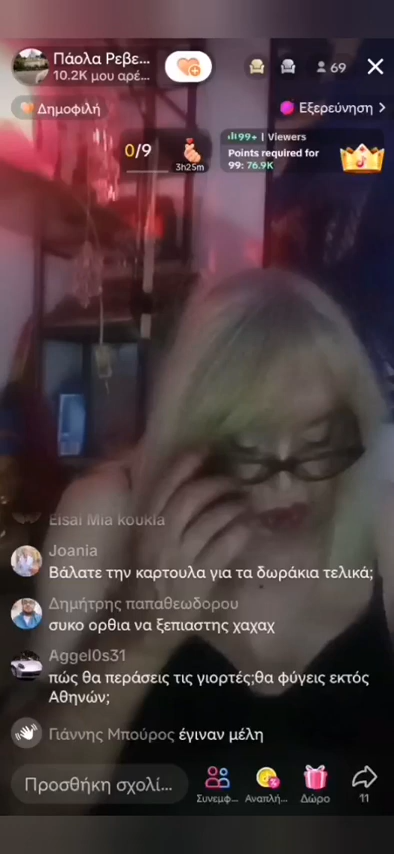 Πάολα Ρεβε...
10.2K μου αρέ...
69
Δημοφιλή
Εξερεύνηση >
0/9
3h25m
99+ | Viewers
Points required for
99: 76.9K
Eisai Mia koukla
Joania
Βάλατε την καρτουλα για τα δωράκια τελικά;
Δημήτρης παπαθεωδορου
συκο ορθια να ξεπιαστης χαχαχ
Aggel0s31
πώς θα περάσεις τις γιορτές;θα φύγεις εκτός
Αθηνών;
Γιάννης Μπούρος έγιναν μέλη
Προσθήκη σχολί...
Συνεμφ...
Αναπλή...
Δώρο
11